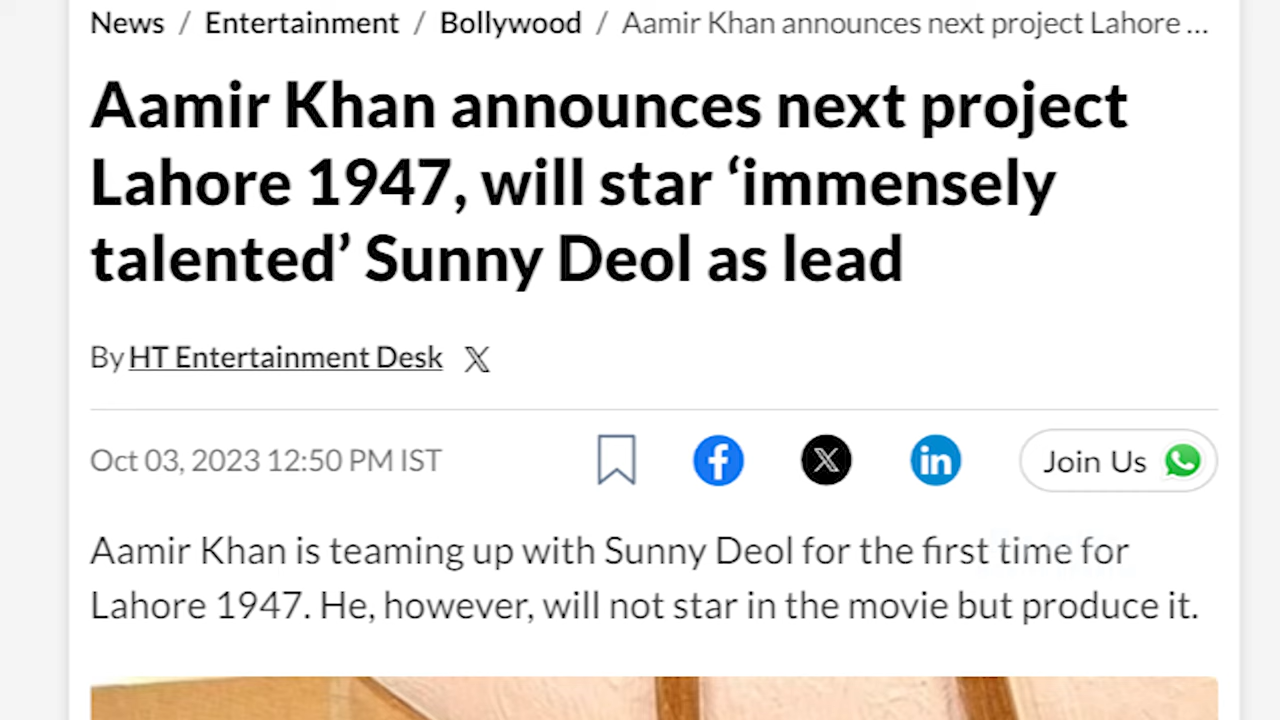 News / Entertainment / Bollywood / Aamir Khan announces next project Lahore ...
Aamir Khan announces next project
Lahore 1947, will star ‘immensely
talented’ Sunny Deol as lead
By HT Entertainment Desk X
Oct 03, 2023 12:50 PM IST f X in Join Us
Aamir Khan is teaming up with Sunny Deol for the first time for
Lahore 1947. He, however, will not star in the movie but produce it.